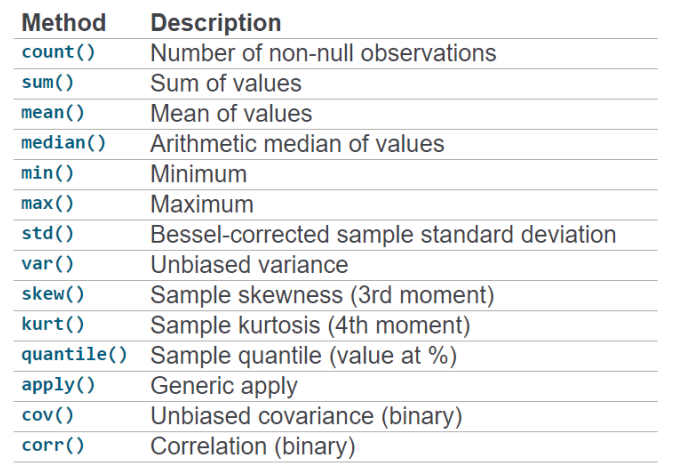 Method Description
count() Number of non-null observations
sum() Sum of values
mean() Mean of values
median() Arithmetic median of values
min() Minimum
max() Maximum
std() Bessel-corrected sample standard deviation
var() Unbiased variance
skew() Sample skewness (3rd moment)
kurt() Sample kurtosis (4th moment)
quantile() Sample quantile (value at %)
apply() Generic apply
cov() Unbiased covariance (binary)
corr() Correlation (binary)